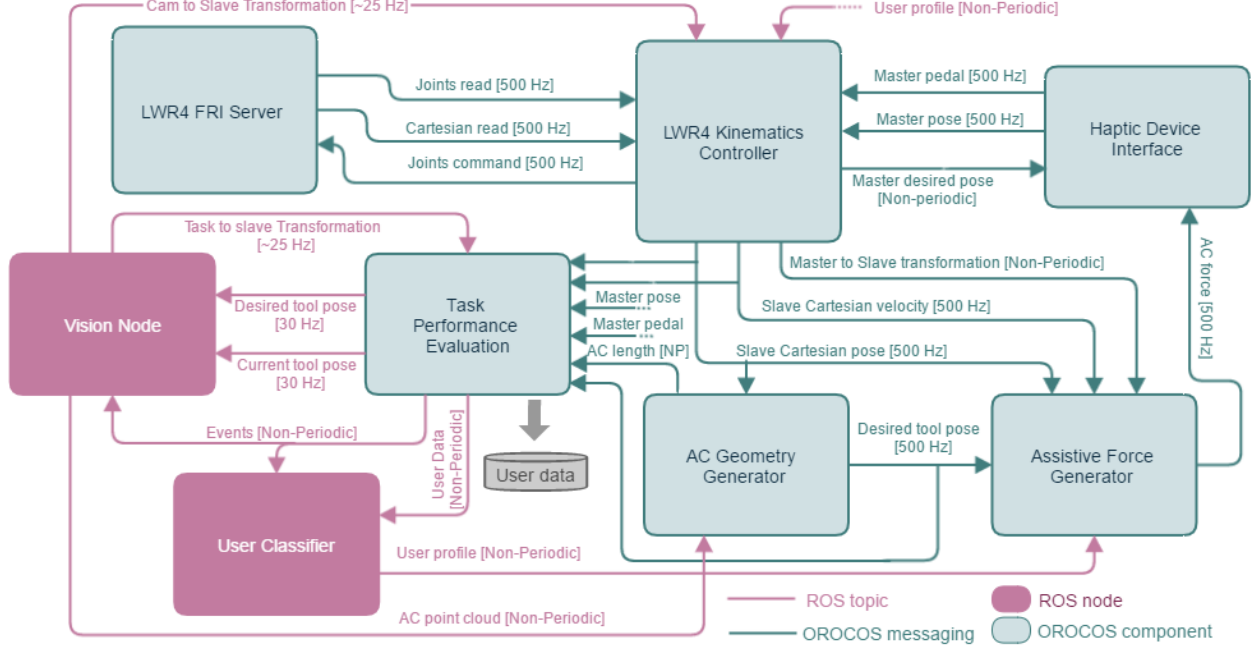 Cam to Slave Transformation [~25 Hz]
User profile [Non-Periodic]
LWR4 FRI Server
Joints read [500 Hz]
Cartesian read [500 Hz]
Joints command [500 Hz]
LWR4 Kinematics
Controller
Master pedal [500 Hz]
Master pose [500 Hz]
Master desired pose
[Non-periodic]
Haptic Device
Interface
Task to slave Transformation
[~25 Hz]
Vision Node
Desired tool pose
[30 Hz]
Current tool pose
[30 Hz]
Task
Performance
Evaluation
Master pose
Master pedal
AC length [NP]
Master to Slave transformation [Non-Periodic]
Slave Cartesian velocity [500 Hz]
Slave Cartesian pose [500 Hz]
AC force [500 Hz]
Events [Non-Periodic]
User Data
[Non-Periodic]
User data
AC Geometry
Generator
Desired tool pose
[500 Hz]
Assistive Force
Generator
User Classifier
User profile [Non-Periodic]
AC point cloud [Non-Periodic]
ROS topic
ROS node
OROCOS messaging
OROCOS component